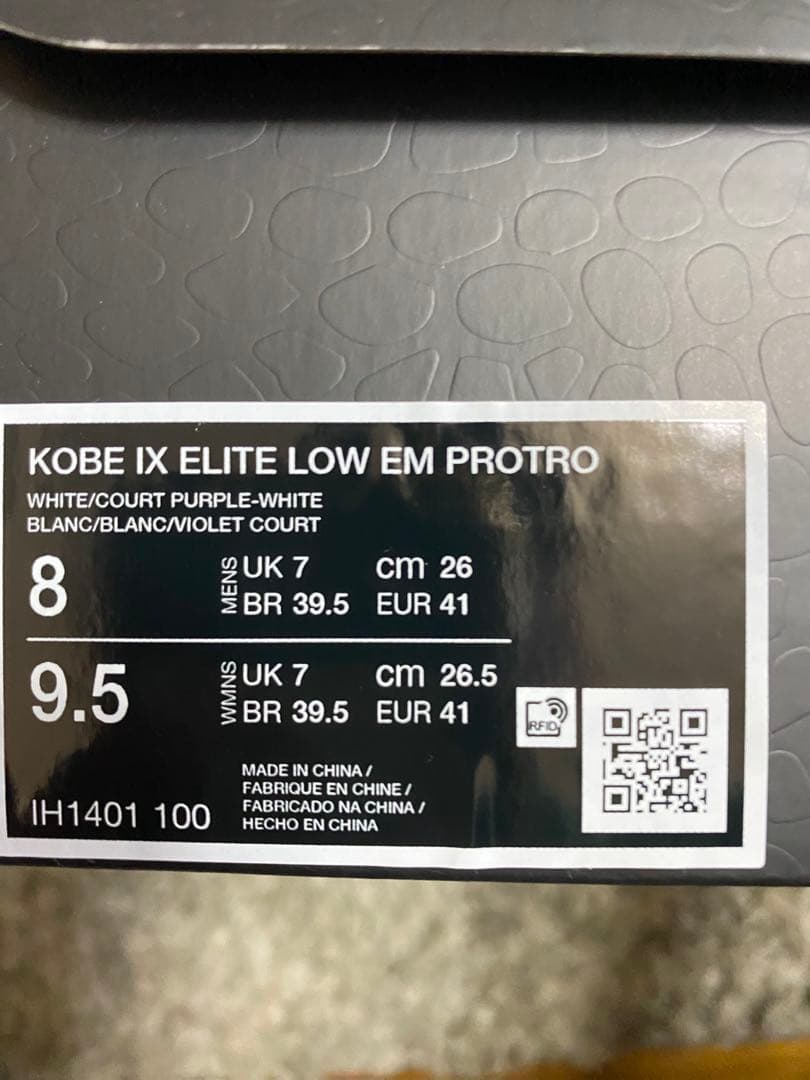 KOBE IX ELITE LOW EM PROTRO
WHITE/COURT PURPLE-WHITE
BLANC/BLANC/VIOLET COURT
8 MENS UK 7 cm 26
BR 39.5 EUR 41
9.5 WMNS UK 7 cm 26.5
BR 39.5 EUR 41
RFID
MADE IN CHINA /
FABRIQUE EN CHINE /
FABRICADO NA CHINA /
HECHO EN CHINA
IH1401 100